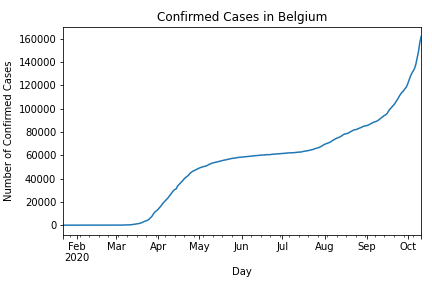 Confirmed Cases in Belgium
160000
140000
120000
100000
80000
60000
40000
20000
0
Number of Confirmed Cases
Feb Mar Apr May Jun Jul Aug Sep Oct
2020
Day